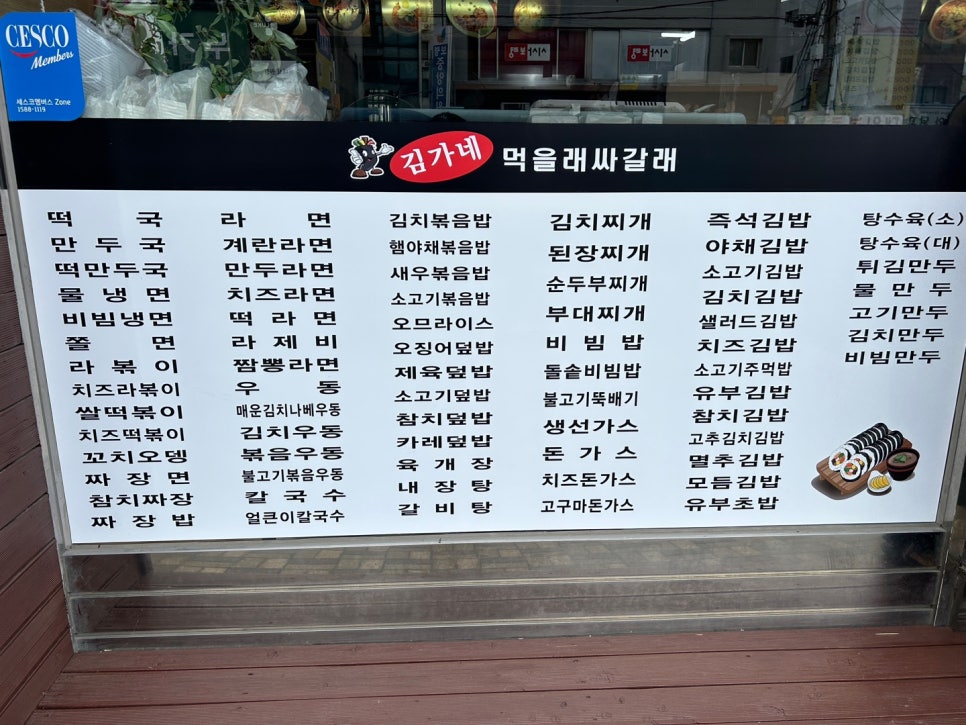 CESCO
Members
세스코멤버스 Zone
1588-1119
김가네 먹을래싸갈래
떡국
만두국
떡만두국
물냉면
비빔냉면
쫄면
라볶이
치즈라볶이
쌀떡볶이
치즈떡볶이
꼬치오뎅
짜장면
참치짜장
짜장밥
라면
계란라면
만두라면
치즈라면
떡라면
라제비
짬뽕라면
우동
매운김치나베우동
김치우동
볶음우동
불고기볶음우동
칼국수
얼큰이칼국수
김치볶음밥
햄야채볶음밥
새우볶음밥
소고기볶음밥
오므라이스
오징어덮밥
제육덮밥
소고기덮밥
참치덮밥
카레덮밥
육개장
내장탕
갈비탕
김치찌개
된장찌개
순두부찌개
부대찌개
비빔밥
돌솥비빔밥
불고기뚝배기
생선가스
돈가스
치즈돈가스
고구마돈가스
즉석김밥
야채김밥
소고기김밥
김치김밥
샐러드김밥
치즈김밥
소고기주먹밥
유부김밥
참치김밥
고추김치김밥
멸추김밥
모듬김밥
유부초밥
탕수육(소)
탕수육(대)
튀김만두
물만두
고기만두
김치만두
비빔만두